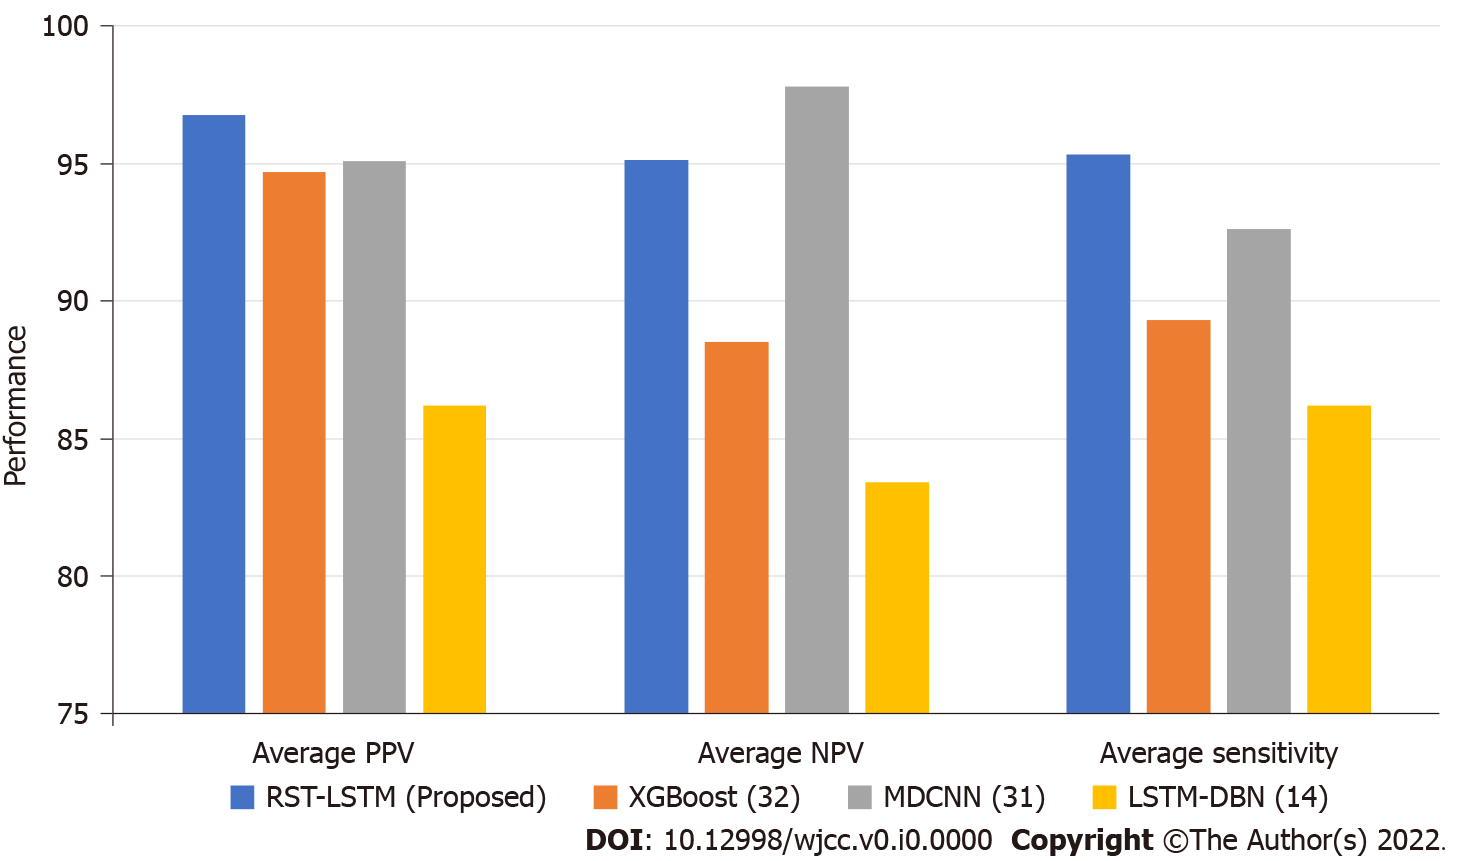 100
95
90
85
80
75
Performance
Average PPV
Average NPV
Average sensitivity
RST-LSTM (Proposed)
XGBoost (32)
MDCNN (31)
LSTM-DBN (14)
DOI: 10.12998/wjcc.v0.i0.0000 Copyright ©The Author(s) 2022.